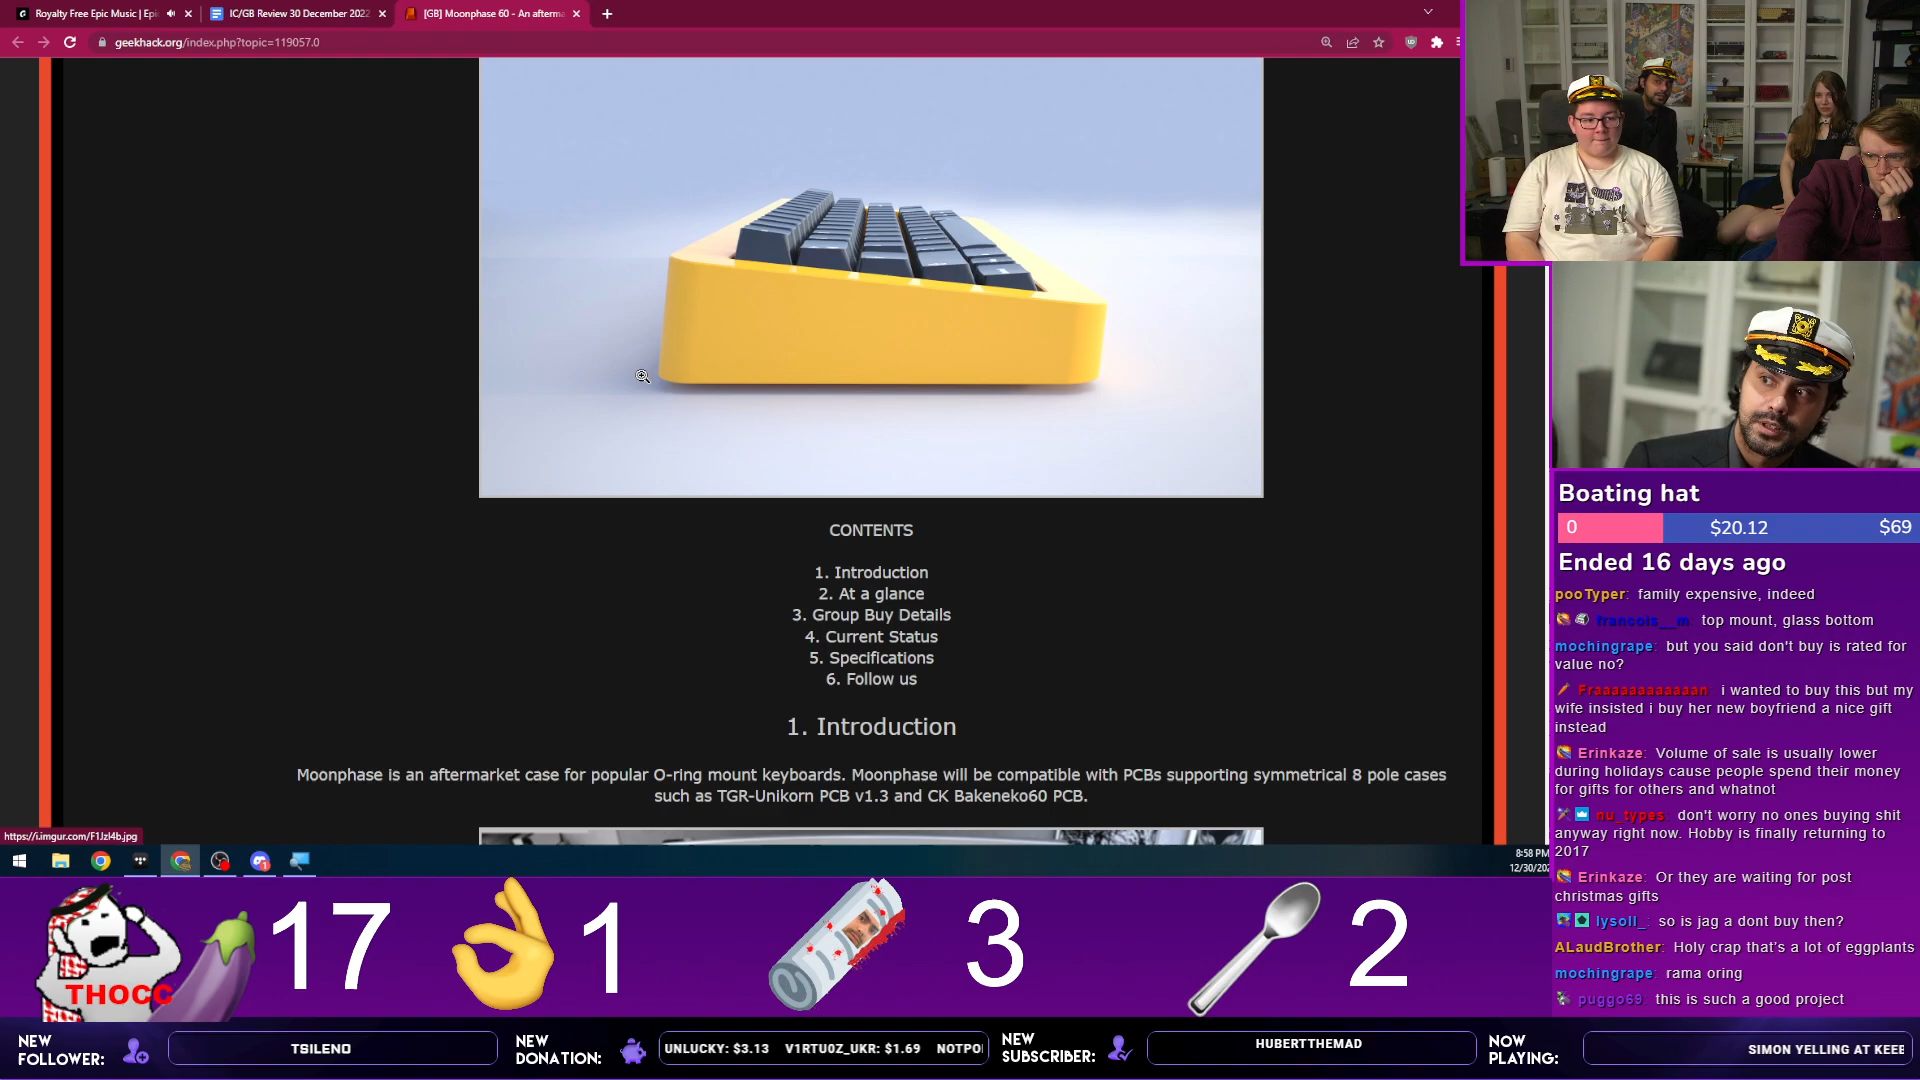 Royalty Free Epic Music | Epi
IC/GB Review 30 December 2022
[GB] Moonphase 60 - An afterma
geekhack.org/index.php?topic=119057.0
CONTENTS
1. Introduction
2. At a glance
3. Group Buy Details
4. Current Status
5. Specifications
6. Follow us
1. Introduction
Moonphase is an aftermarket case for popular O-ring mount keyboards. Moonphase will be compatible with PCBs supporting symmetrical 8 pole cases
such as TGR-Unikorn PCB v1.3 and CK Bakeneko60 PCB.
https://i.imgur.com/F1Jzl4b.jpg
8:58 PM
12/30/202
Boating hat
0 $20.12 $69
Ended 16 days ago
pooTyper: family expensive, indeed
francois__m: top mount, glass bottom
mochingrape: but you said don't buy is rated for
value no?
Fraaaaaaaaaaaan: i wanted to buy this but my
wife insisted i buy her new boyfriend a nice gift
instead
Erinkaze: Volume of sale is usually lower
during holidays cause people spend their money
for gifts for others and whatnot
nu_types: don't worry no ones buying shit
anyway right now. Hobby is finally returning to
2017
Erinkaze: Or they are waiting for post
christmas gifts
lysoll_: so is jag a dont buy then?
ALaudBrother: Holy crap that's a lot of eggplants
mochingrape: rama oring
puggo69: this is such a good project
THOCC
17
1
3
2
NEW
FOLLOWER:
TSILENO
NEW
DONATION:
UNLUCKY: $3.13 V1RTU0Z_UKR: $1.69 NOTPO
NEW
SUBSCRIBER:
HUBERTTHEMAD
NOW
PLAYING:
SIMON YELLING AT KEEB